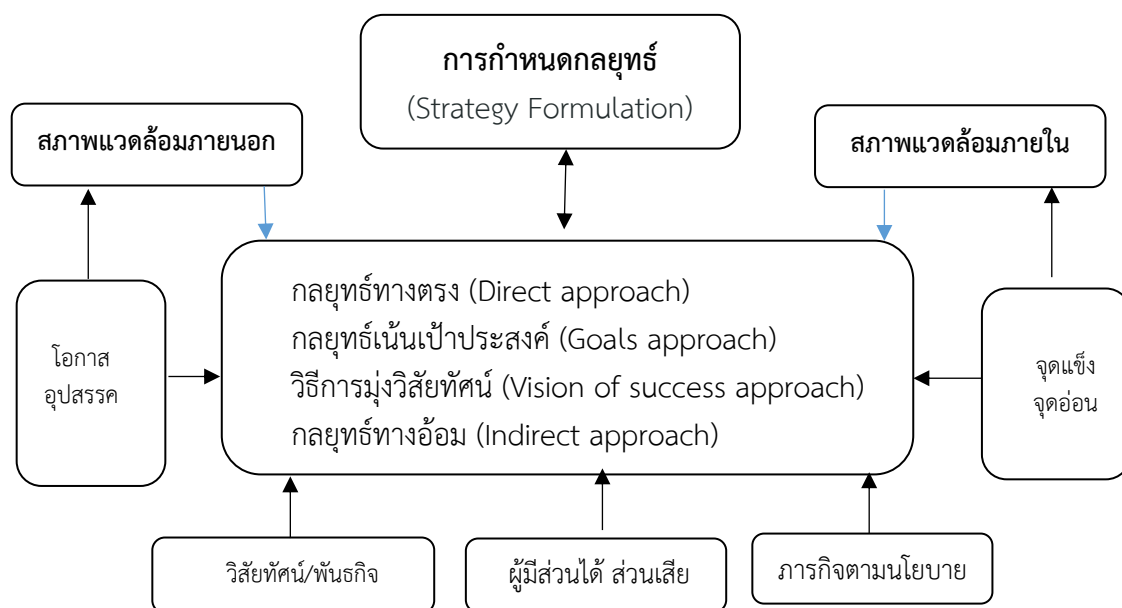 การกำหนดกลยุทธ์
(Strategy Formulation)
สภาพแวดล้อมภายนอก
สภาพแวดล้อมภายใน
กลยุทธ์ทางตรง (Direct approach)
กลยุทธ์เน้นเป้าประสงค์ (Goals approach)
วิธีการมุ่งวิสัยทัศน์ (Vision of success approach)
กลยุทธ์ทางอ้อม (Indirect approach)
โอกาส
อุปสรรค
จุดแข็ง
จุดอ่อน
วิสัยทัศน์/พันธกิจ
ผู้มีส่วนได้ ส่วนเสีย
ภารกิจตามนโยบาย